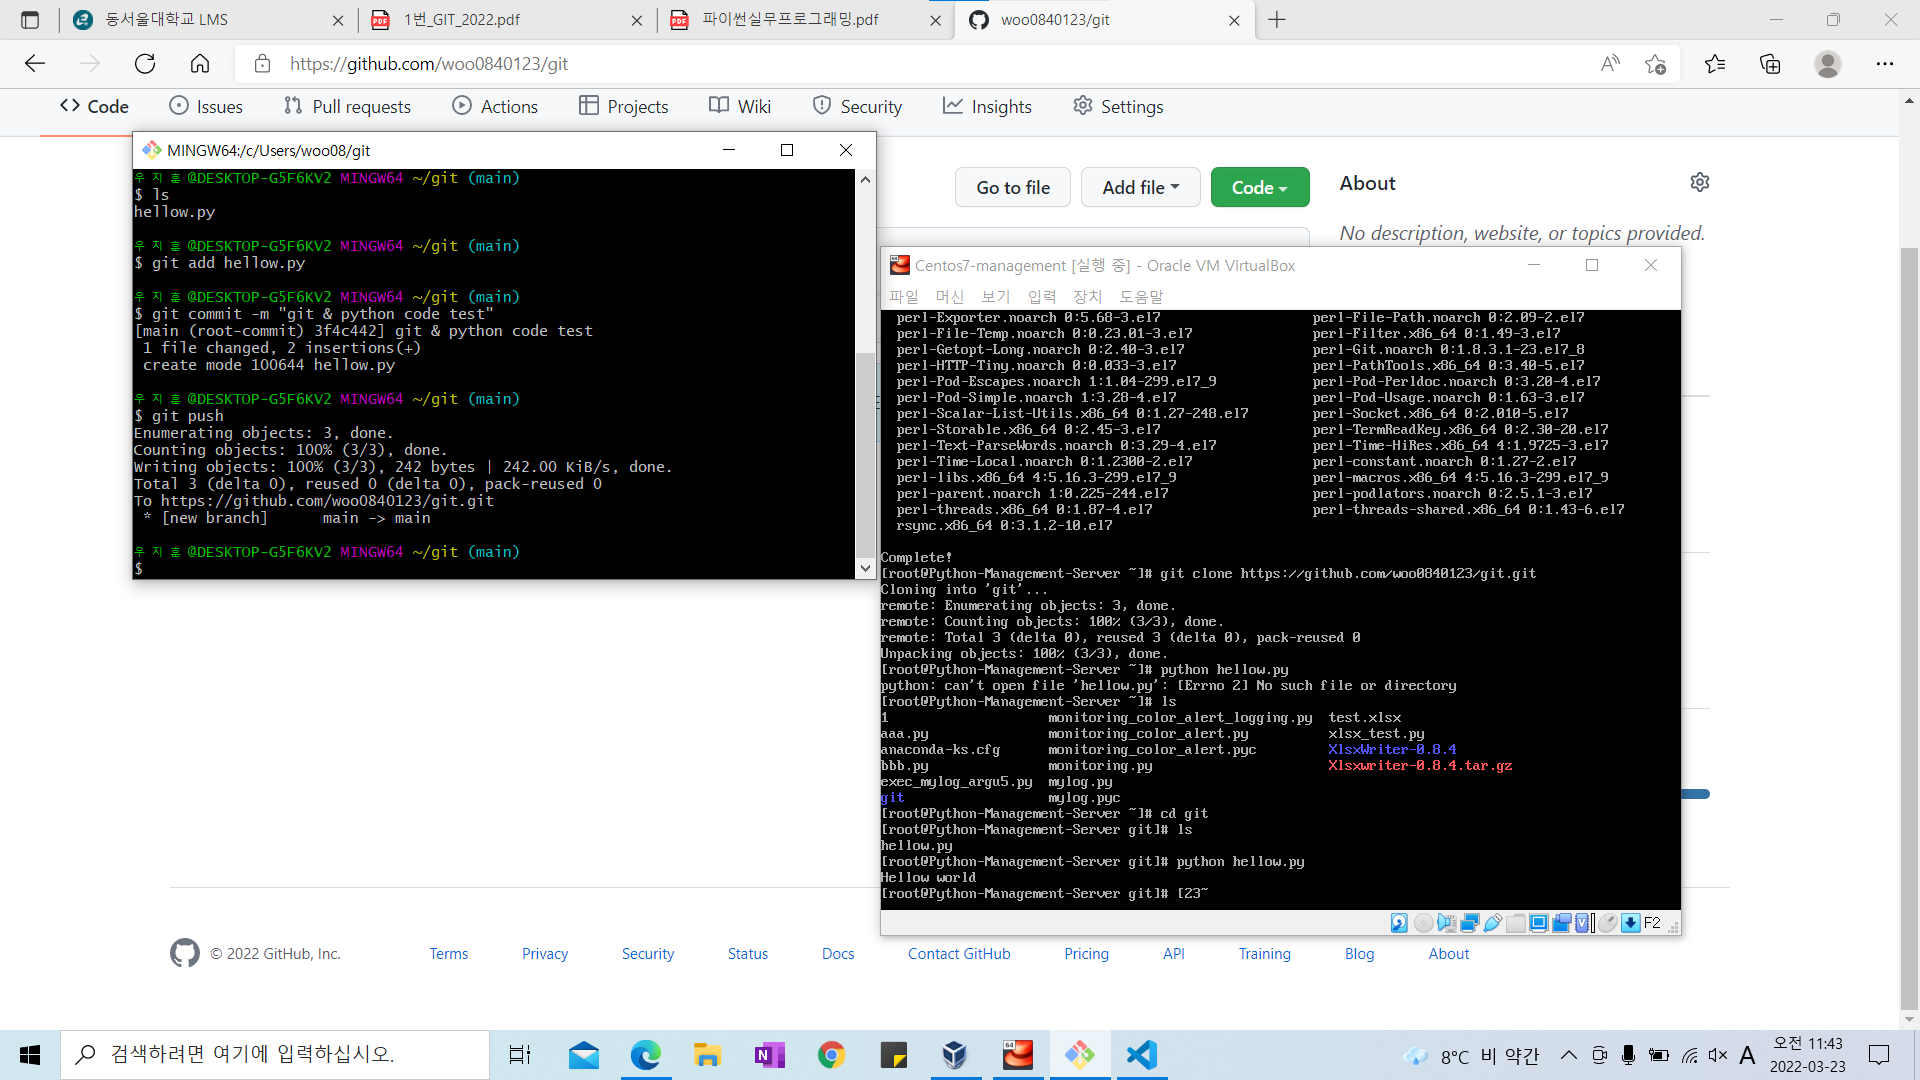 동서울대학교 LMS
1번_GIT_2022.pdf
파이썬실무프로그래밍.pdf
woo0840123/git
https://github.com/woo0840123/git
Code
Issues
Pull requests
Actions
Projects
Wiki
Security
Insights
Settings
MINGW64:/c/Users/woo08/git
우지훈@DESKTOP-G5F6KV2 MINGW64 ~/git (main)
$ ls
hellow.py
우지훈@DESKTOP-G5F6KV2 MINGW64 ~/git (main)
$ git add hellow.py
우지훈@DESKTOP-G5F6KV2 MINGW64 ~/git (main)
$ git commit -m "git & python code test"
[main (root-commit) 3f4c442] git & python code test
1 file changed, 2 insertions(+)
create mode 100644 hellow.py
우지훈@DESKTOP-G5F6KV2 MINGW64 ~/git (main)
$ git push
Enumerating objects: 3, done.
Counting objects: 100% (3/3), done.
Writing objects: 100% (3/3), 242 bytes | 242.00 KiB/s, done.
Total 3 (delta 0), reused 0 (delta 0), pack-reused 0
To https://github.com/woo0840123/git.git
* [new branch]      main -> main
우지훈@DESKTOP-G5F6KV2 MINGW64 ~/git (main)
$
Go to file
Add file
Code
About
No description, website, or topics provided.
Centos7-management [실행 중] - Oracle VM VirtualBox
파일 머신 보기 입력 장치 도움말
perl-Exporter.noarch 0:5.68-3.el7 perl-File-Path.noarch 0:2.09-2.el7
perl-File-Temp.noarch 0:0.23.01-3.el7 perl-Filter.x86_64 0:1.49-3.el7
perl-Getopt-Long.noarch 0:2.40-3.el7 perl-Git.noarch 0:1.8.3.1-23.el7_8
perl-HTTP-Tiny.noarch 0:0.033-3.el7 perl-PathTools.x86_64 0:3.40-5.el7
perl-Pod-Escapes.noarch 1:1.04-299.el7_9 perl-Pod-Perldoc.noarch 0:3.20-4.el7
perl-Pod-Simple.noarch 1:3.28-4.el7 perl-Pod-Usage.noarch 0:1.63-3.el7
perl-Scalar-List-Utils.x86_64 0:1.27-248.el7 perl-Socket.x86_64 0:2.010-5.el7
perl-Storable.x86_64 0:2.45-3.el7 perl-TermReadKey.x86_64 0:2.30-20.el7
perl-Text-ParseWords.noarch 0:3.29-4.el7 perl-Time-HiRes.x86_64 4:1.9725-3.el7
perl-Time-Local.noarch 0:1.2300-2.el7 perl-constant.noarch 0:1.27-2.el7
perl-libs.x86_64 4:5.16.3-299.el7_9 perl-macros.x86_64 4:5.16.3-299.el7_9
perl-parent.noarch 1:0.225-244.el7 perl-podlators.noarch 0:2.5.1-3.el7
perl-threads.x86_64 0:1.87-4.el7 perl-threads-shared.x86_64 0:1.43-6.el7
rsync.x86_64 0:3.1.2-10.el7
Complete!
[root@Python-Management-Server ~]# git clone https://github.com/woo0840123/git.git
Cloning into 'git'...
remote: Enumerating objects: 3, done.
remote: Counting objects: 100% (3/3), done.
remote: Total 3 (delta 0), reused 3 (delta 0), pack-reused 0
Unpacking objects: 100% (3/3), done.
[root@Python-Management-Server ~]# python hellow.py
python: can't open file 'hellow.py': [Errno 2] No such file or directory
[root@Python-Management-Server ~]# ls
1 monitoring_color_alert_logging.py test.xlsx
aaa.py monitoring_color_alert.py xlsx_test.py
anaconda-ks.cfg monitoring_color_alert.pyc XlsxWriter-0.8.4
bbb.py monitoring.py Xlsxwriter-0.8.4.tar.gz
exec_mylog_argu5.py mylog.py
git mylog.pyc
[root@Python-Management-Server ~]# cd git
[root@Python-Management-Server git]# ls
hellow.py
[root@Python-Management-Server git]# python hellow.py
Hellow world
[root@Python-Management-Server git]# [23~
F2
© 2022 GitHub, Inc.
Terms
Privacy
Security
Status
Docs
Contact GitHub
Pricing
API
Training
Blog
About
검색하려면 여기에 입력하십시오.
8°C 비 약간
A
오전 11:43
2022-03-23